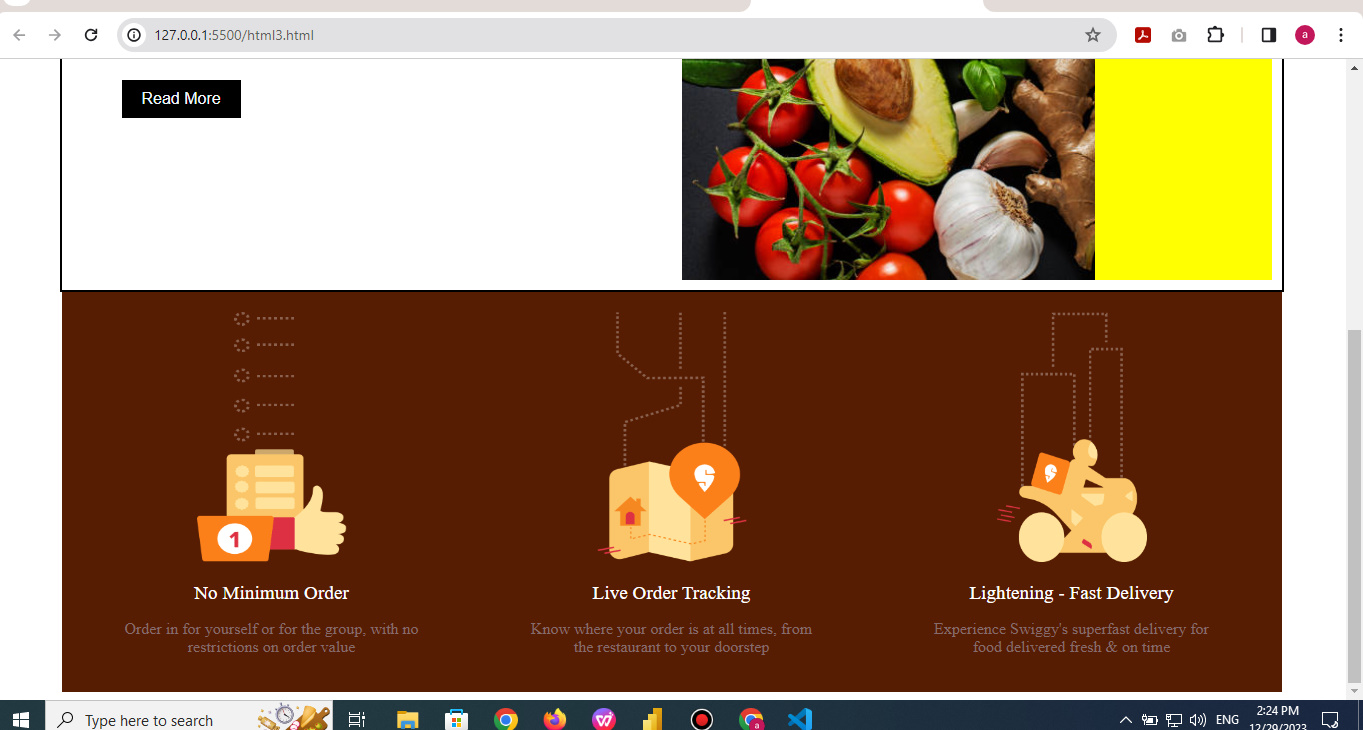 127.0.0.1:5500/html3.html
a
Read More
1
No Minimum Order
Live Order Tracking
Lightening - Fast Delivery
Order in for yourself or for the group, with no
restrictions on order value
Know where your order is at all times, from
the restaurant to your doorstep
Experience Swiggy's superfast delivery for
food delivered fresh & on time
Type here to search
a
ENG
2:24 PM
12/29/2023